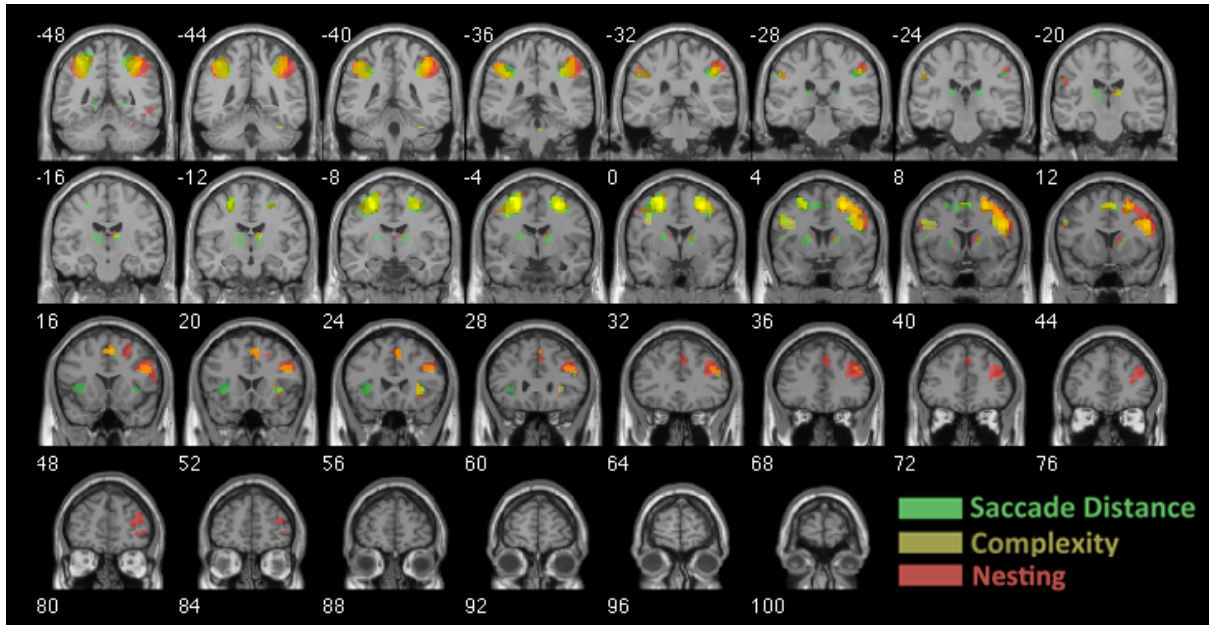 -48 -44 -40 -36 -32 -28 -24 -20
-16 -12 -8 -4 0 4 8 12
16 20 24 28 32 36 40 44
48 52 56 60 64 68 72 76
Saccade Distance
Complexity
Nesting
80 84 88 92 96 100